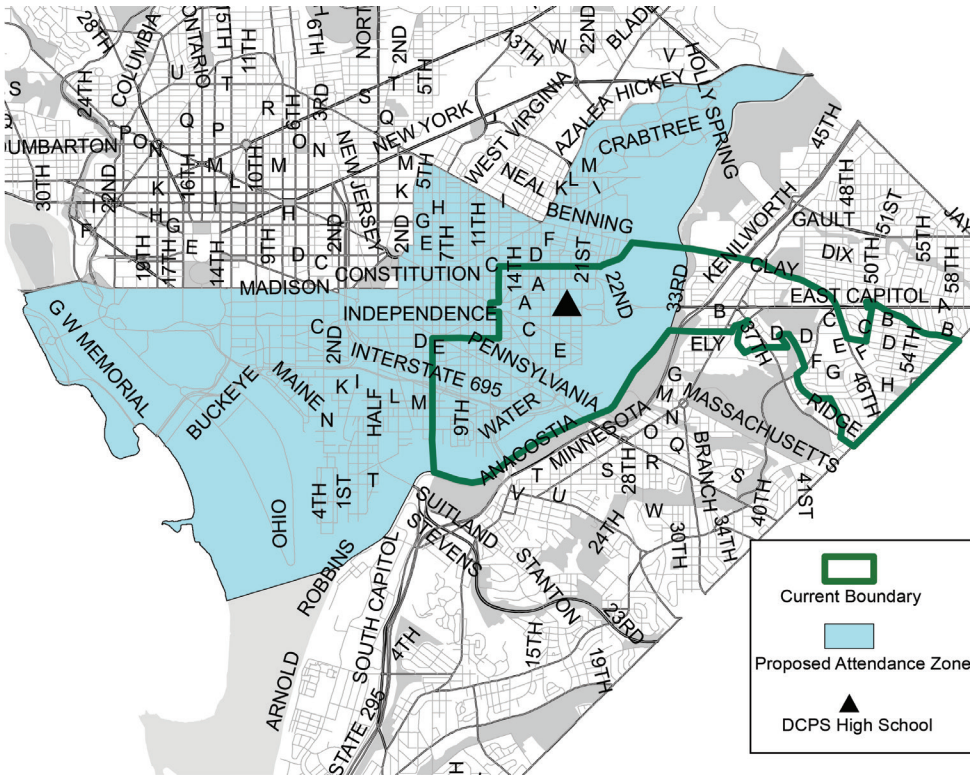 28TH
COLUMBIA
ONTARIO
15TH
11TH
16TH
NORT
2ND
5TH
13TH
W
22ND
BLADE
V
HOLLY SPRING
S
24TH
U
T
R
6TH
3RD
S
T
Q
NEW YORK
WEST VIRGINIA
AZALEA HICKEY
45TH
Q
DUMBARTON
P
O
N
Q
P
M
O
N
M
CRABTREE
30TH
22ND
K
16TH
I
L
10TH
M
NEW JERSEY
K
5TH
I
NEAL
K
L
M
I
48TH
F
H
G
E
19TH
17TH
14TH
H
9TH
D
C
2ND
2ND
G
E
H
7TH
11TH
BENNING
KENILWORTH
GAULT
51ST
JAY
DIX
55TH
58TH
F
D
21ST
CONSTITUTION
C
14TH
A
22ND
33RD
CLAY
50TH
MADISON
EAST CAPITOL
A
G W MEMORIAL
C
2ND
INDEPENDENCE
A
C
E
B
B
B
ELY
37TH
D
D
C
C
E
F
D
54TH
D
E
PENNSYLVANIA
INTERSTATE 695
BUCKEYE
MAINE
K
I
N
HALF
L
M
9TH
WATER
F
G
46TH
H
G
M
N
MASSACHUSETTS
RIDGE
ANACOSTIA
MINNESOTA
O
Q
R
BRANCH
S
OHIO
4TH
1ST
T
SUITLAND
V
T
U
S
28TH
W
24TH
30TH
34TH
40TH
41ST
STEVENS
ROBBINS
SOUTH CAPITOL
STANTON
23RD
4TH
15TH
19TH
ARNOLD
STATE 295
H
Current Boundary
Proposed Attendance Zone
DCPS High School